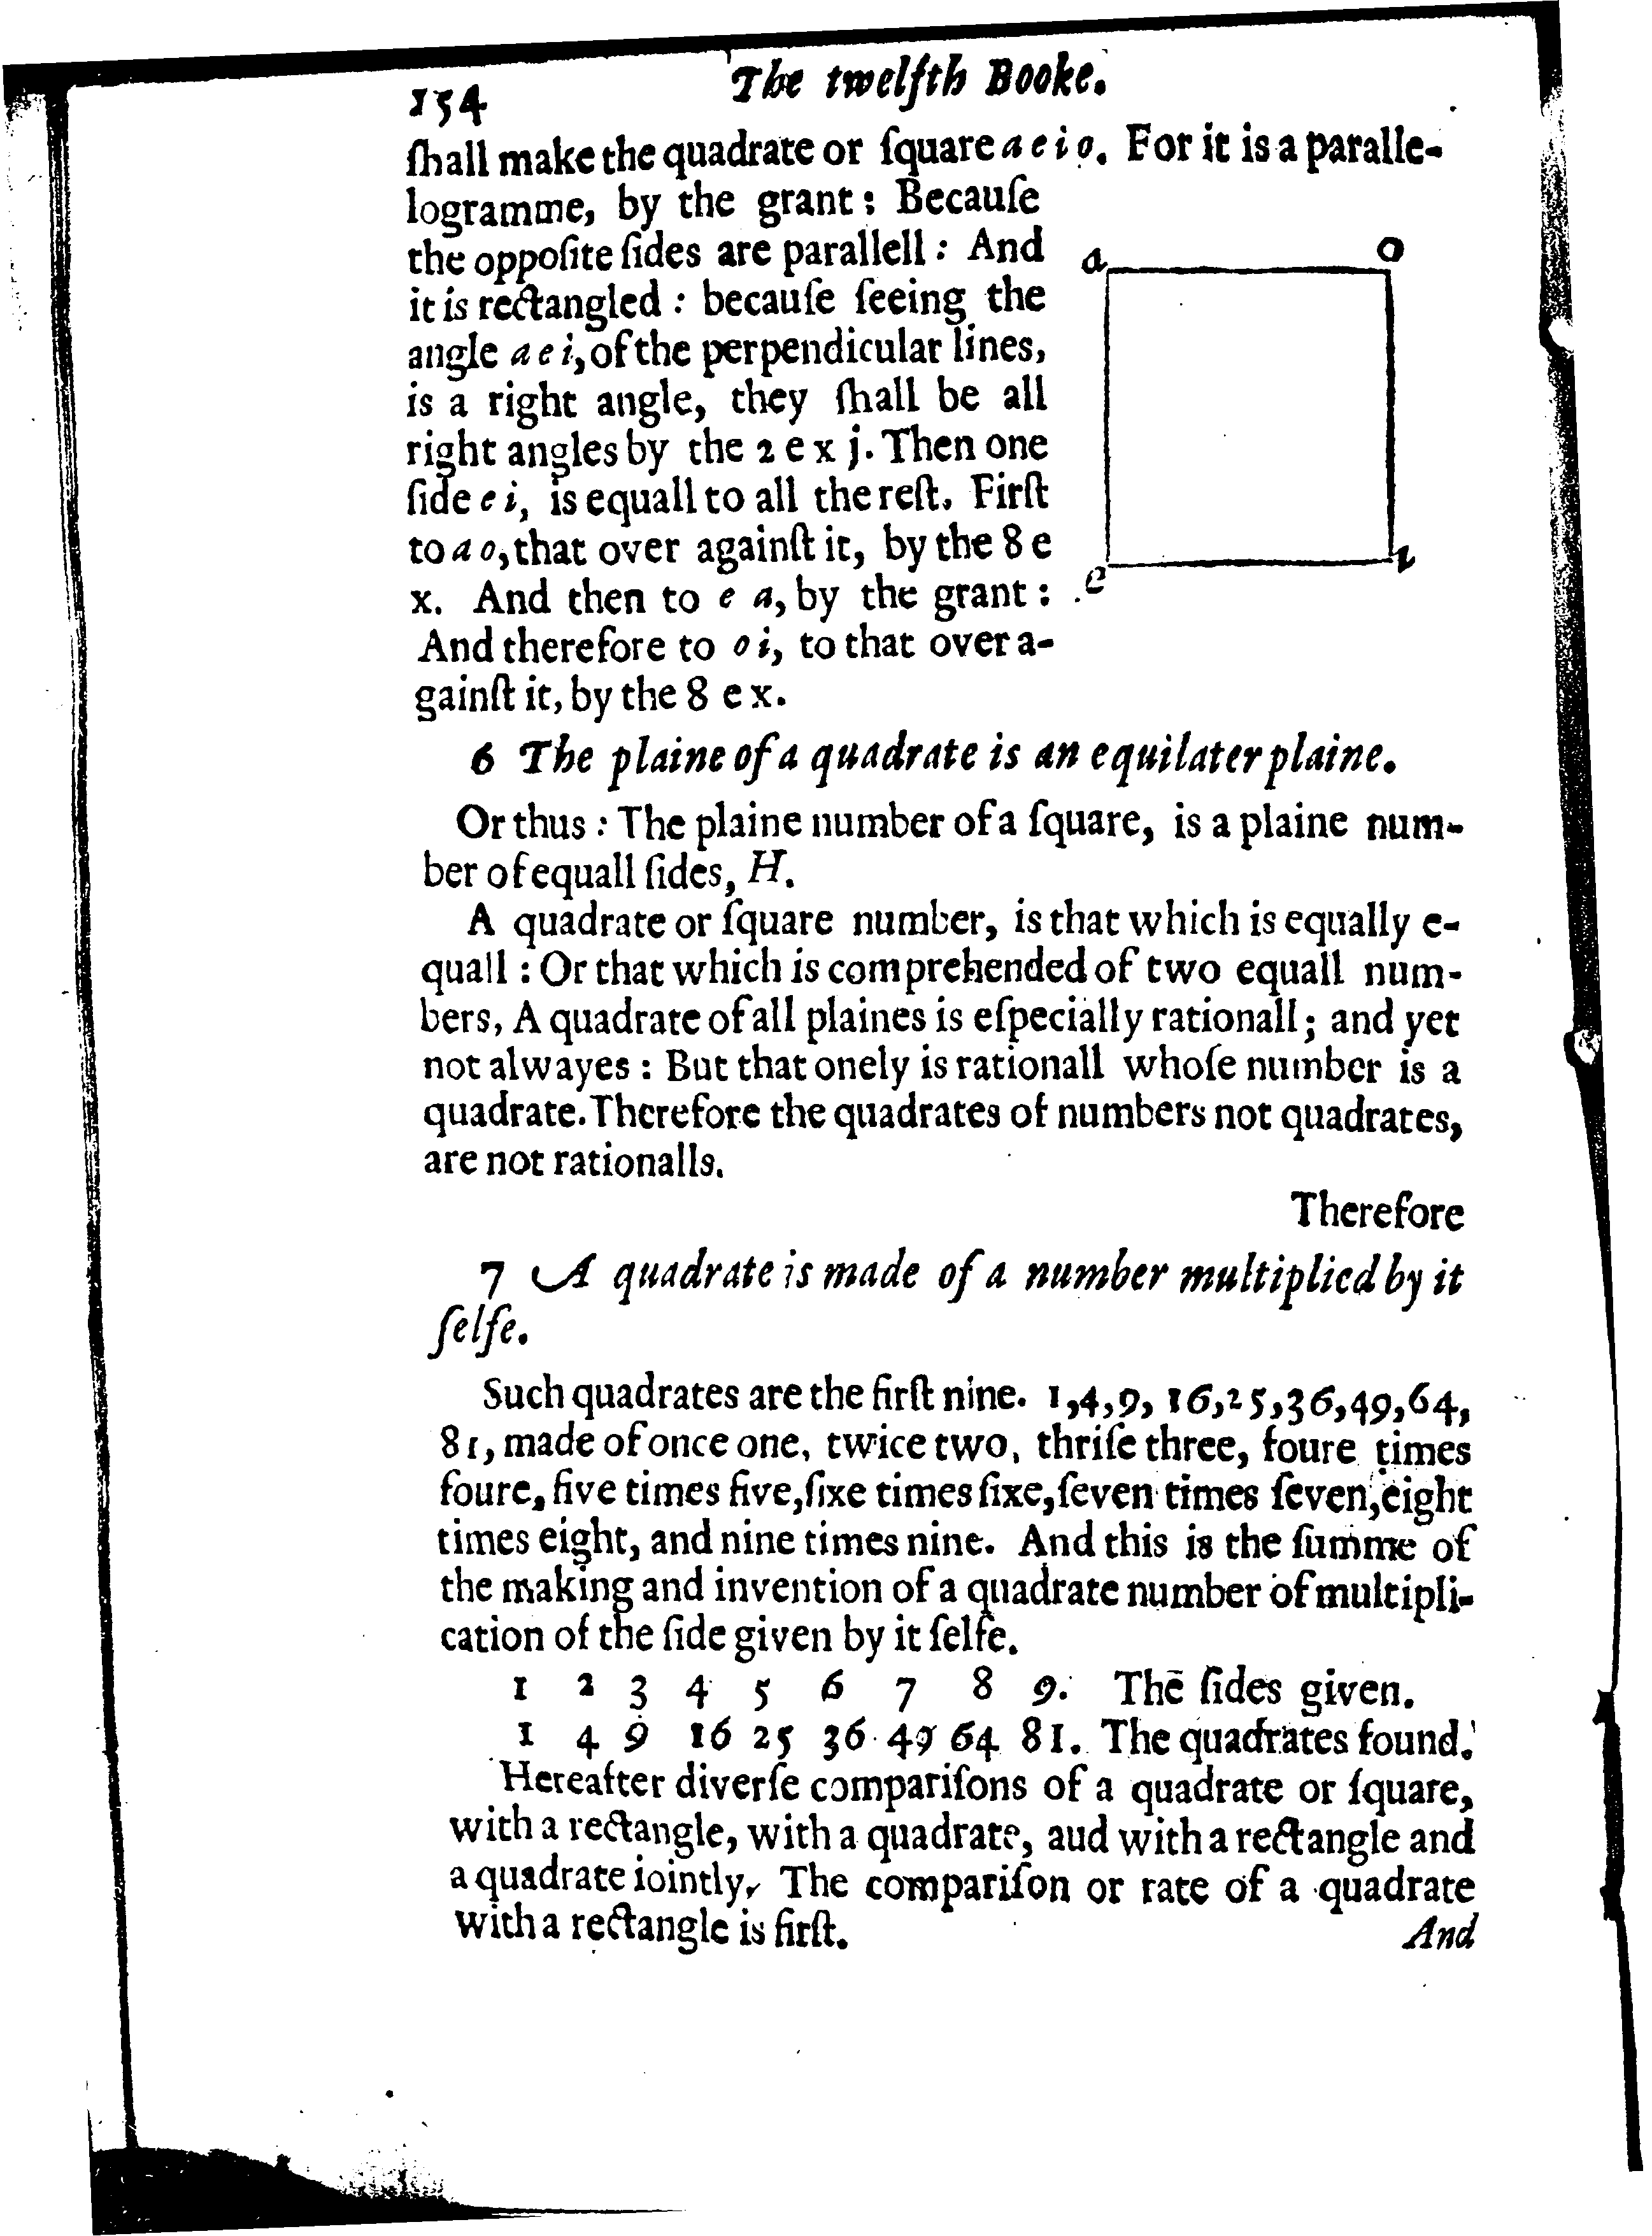 154
The twelfth Booke.
ſhall make the quadrate or ſquare a e i o. For it is a paralle-
logramme, by the grant: Becauſe
the oppoſite ſides are parallell: And
it is rectangled: becauſe ſeeing the
angle a e i, of the perpendicular lines,
is a right angle, they ſhall be all
right angles by the 2 e x j. Then one
ſide e i, is equall to all the reſt. Firſt
to a o, that over againſt it, by the 8 e
x. And then to e a, by the grant:
And therefore to o i, to that over a-
gainſt it, by the 8 e x.
a
o
e
i
6 The plaine of a quadrate is an equilater plaine.
Or thus: The plaine number of a ſquare, is a plaine num-
ber of equall ſides, H.
A quadrate or ſquare number, is that which is equally e-
quall: Or that which is comprehended of two equall num-
bers, A quadrate of all plaines is eſpecially rationall; and yet
not alwayes: But that onely is rationall whoſe number is a
quadrate. Therefore the quadrates of numbers not quadrates,
are not rationalls.
Therefore
7 A quadrate is made of a number multiplied by it
ſelfe.
Such quadrates are the firſt nine. 1,4,9, 16,25,36,49,64,
81, made of once one, twice two, thriſe three, foure times
foure, five times five, ſixe times ſixe, ſeven times ſeven, eight
times eight, and nine times nine. And this is the ſumme of
the making and invention of a quadrate number of multipli-
cation of the ſide given by it ſelfe.
1 2 3 4 5 6 7 8 9. The ſides given.
1 4 9 16 25 36 49 64 81. The quadrates found.
Hereafter diverſe compariſons of a quadrate or ſquare,
with a rectangle, with a quadrate, aud with a rectangle and
a quadrate iointly, The compariſon or rate of a quadrate
with a rectangle is firſt.
And